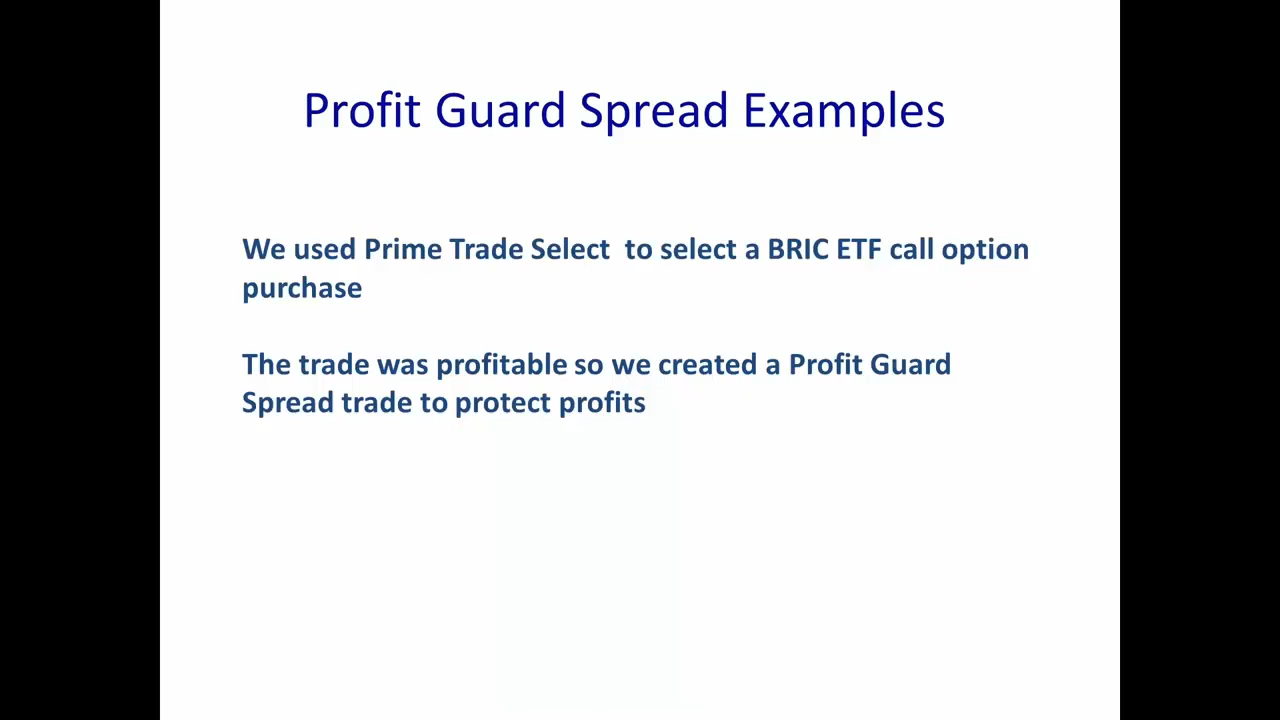 Profit Guard Spread Examples
We used Prime Trade Select  to select a BRIC ETF call option
purchase
The trade was profitable so we created a Profit Guard
Spread trade to protect profits